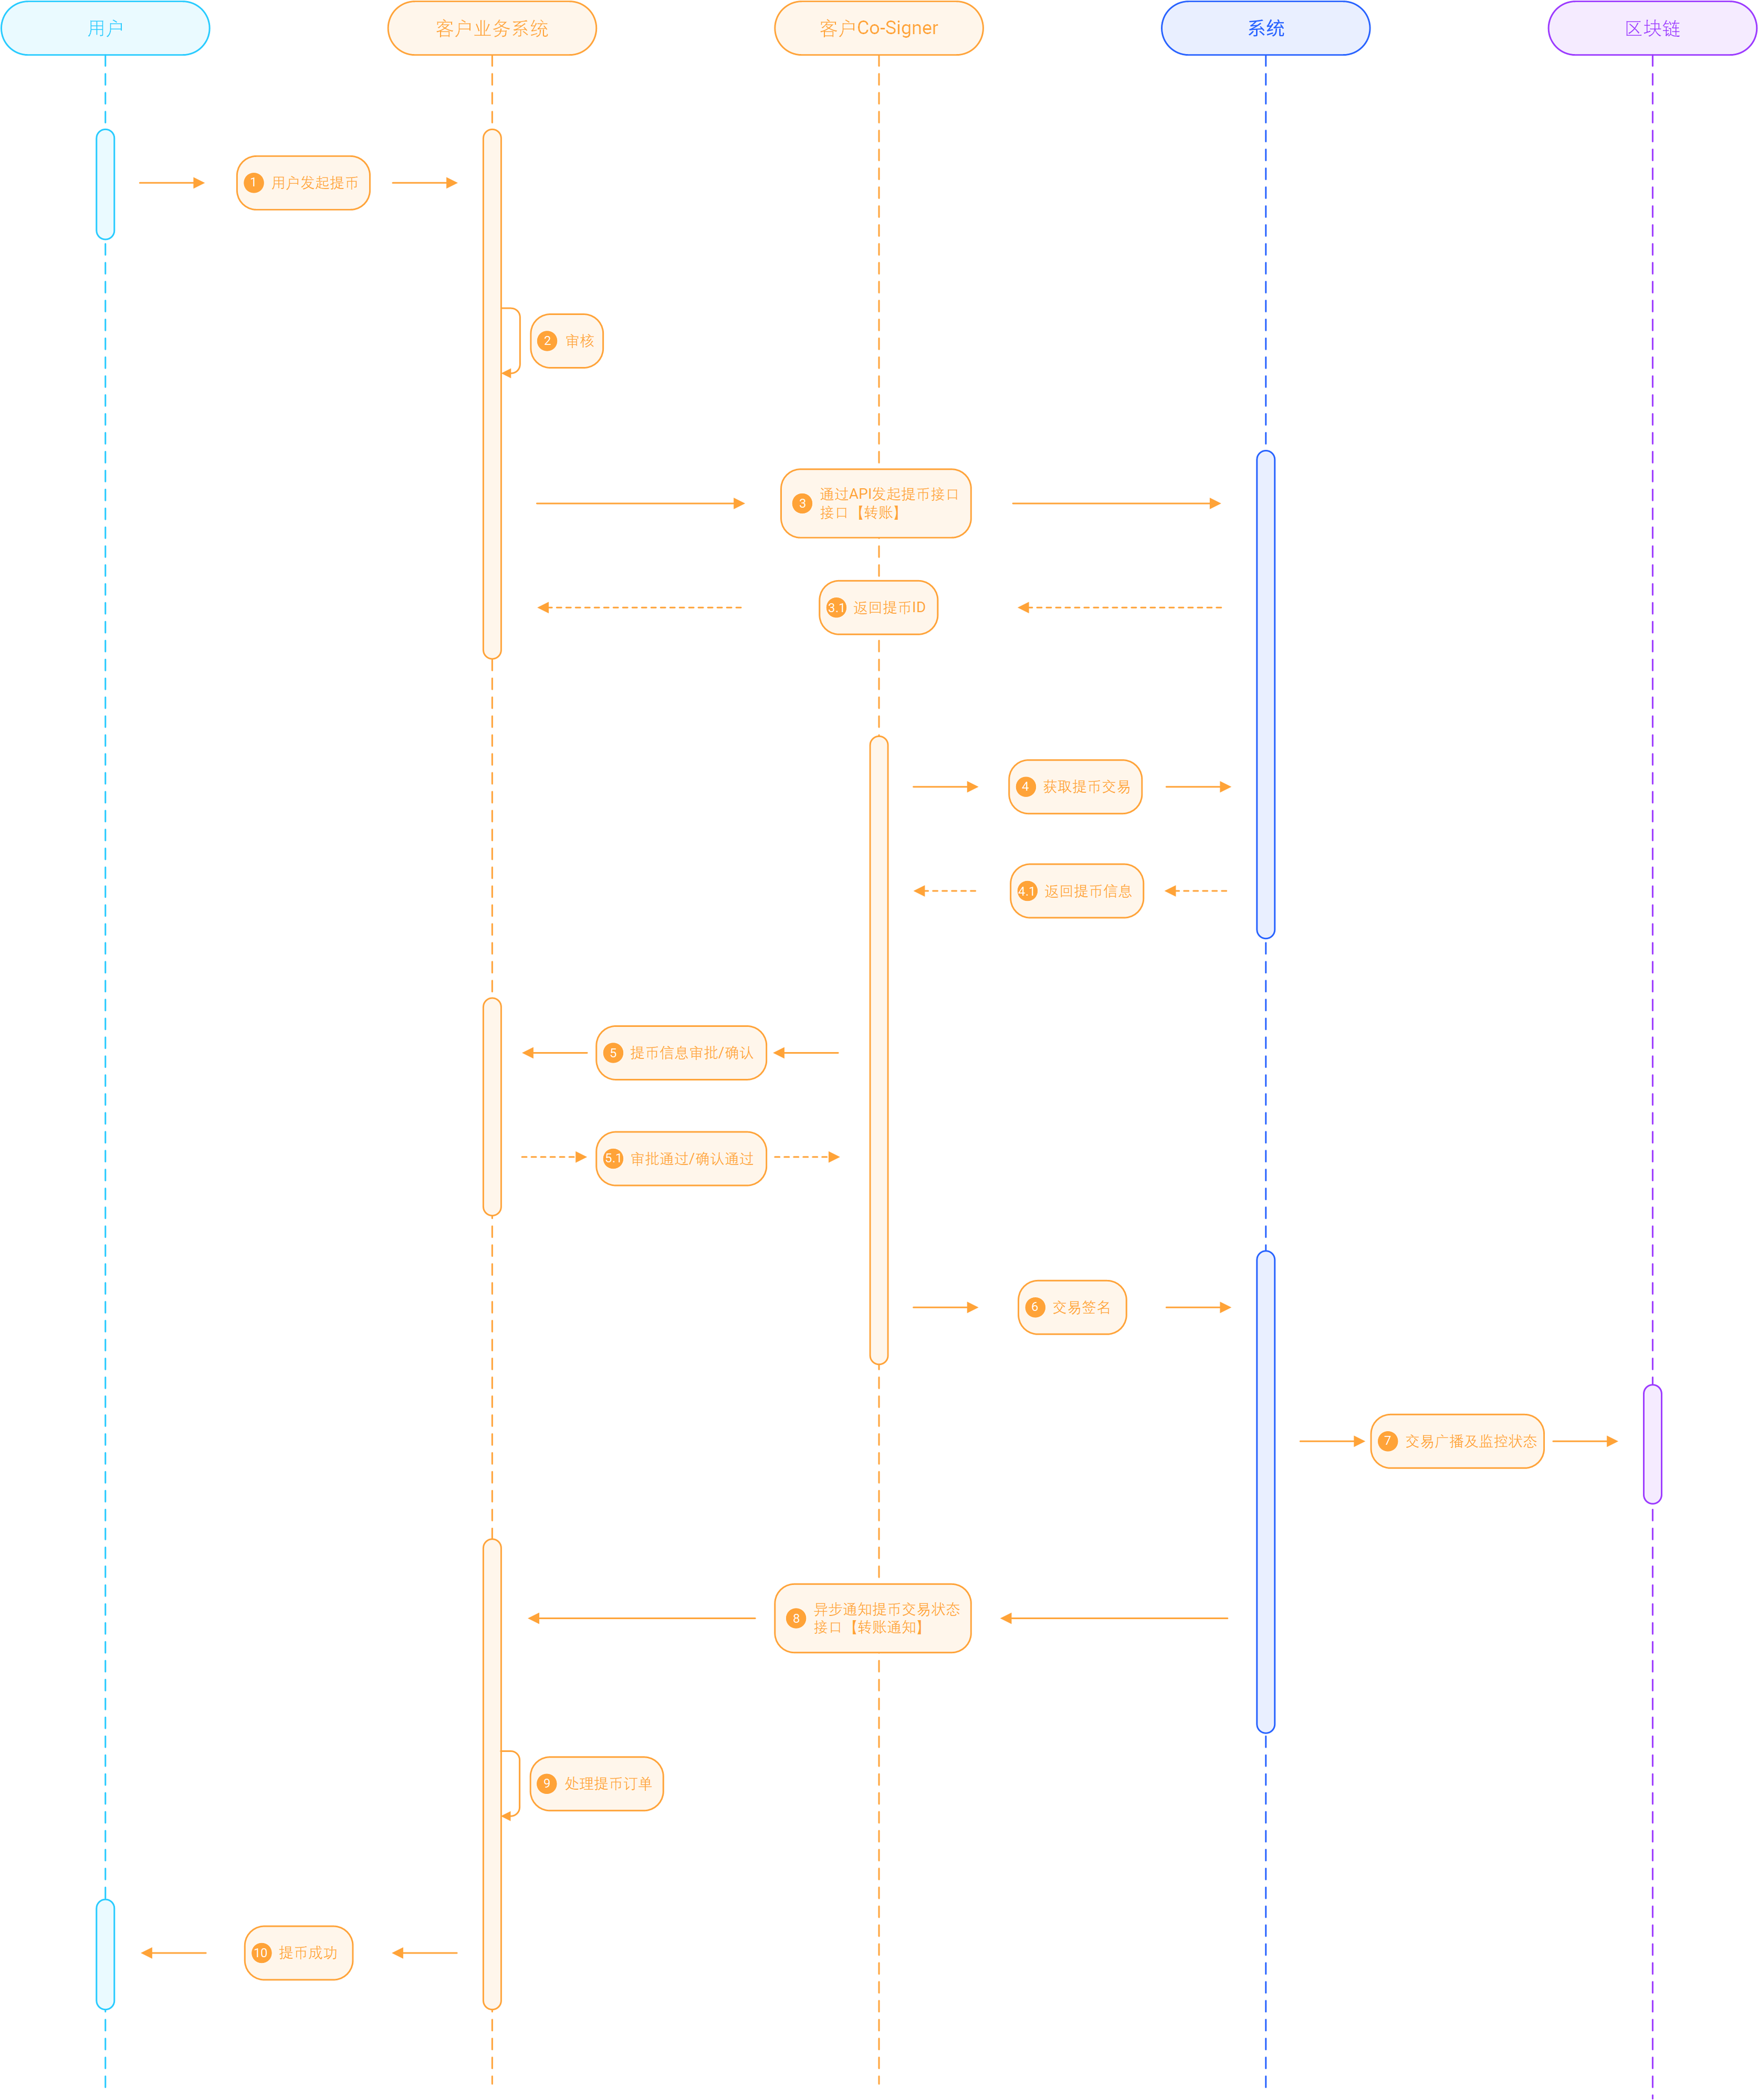 用户
客户业务系统
客户Co-Signer
系统
区块链
1 用户发起提币
2 审核
3 通过API发起提币接口
接口【转账】
3.1 返回提币ID
4 获取提币交易
4.1 返回提币信息
5 提币信息审批/确认
5.1 审批通过/确认通过
6 交易签名
7 交易广播及监控状态
8 异步通知提币交易状态
接口【转账通知】
9 处理提币订单
10 提币成功